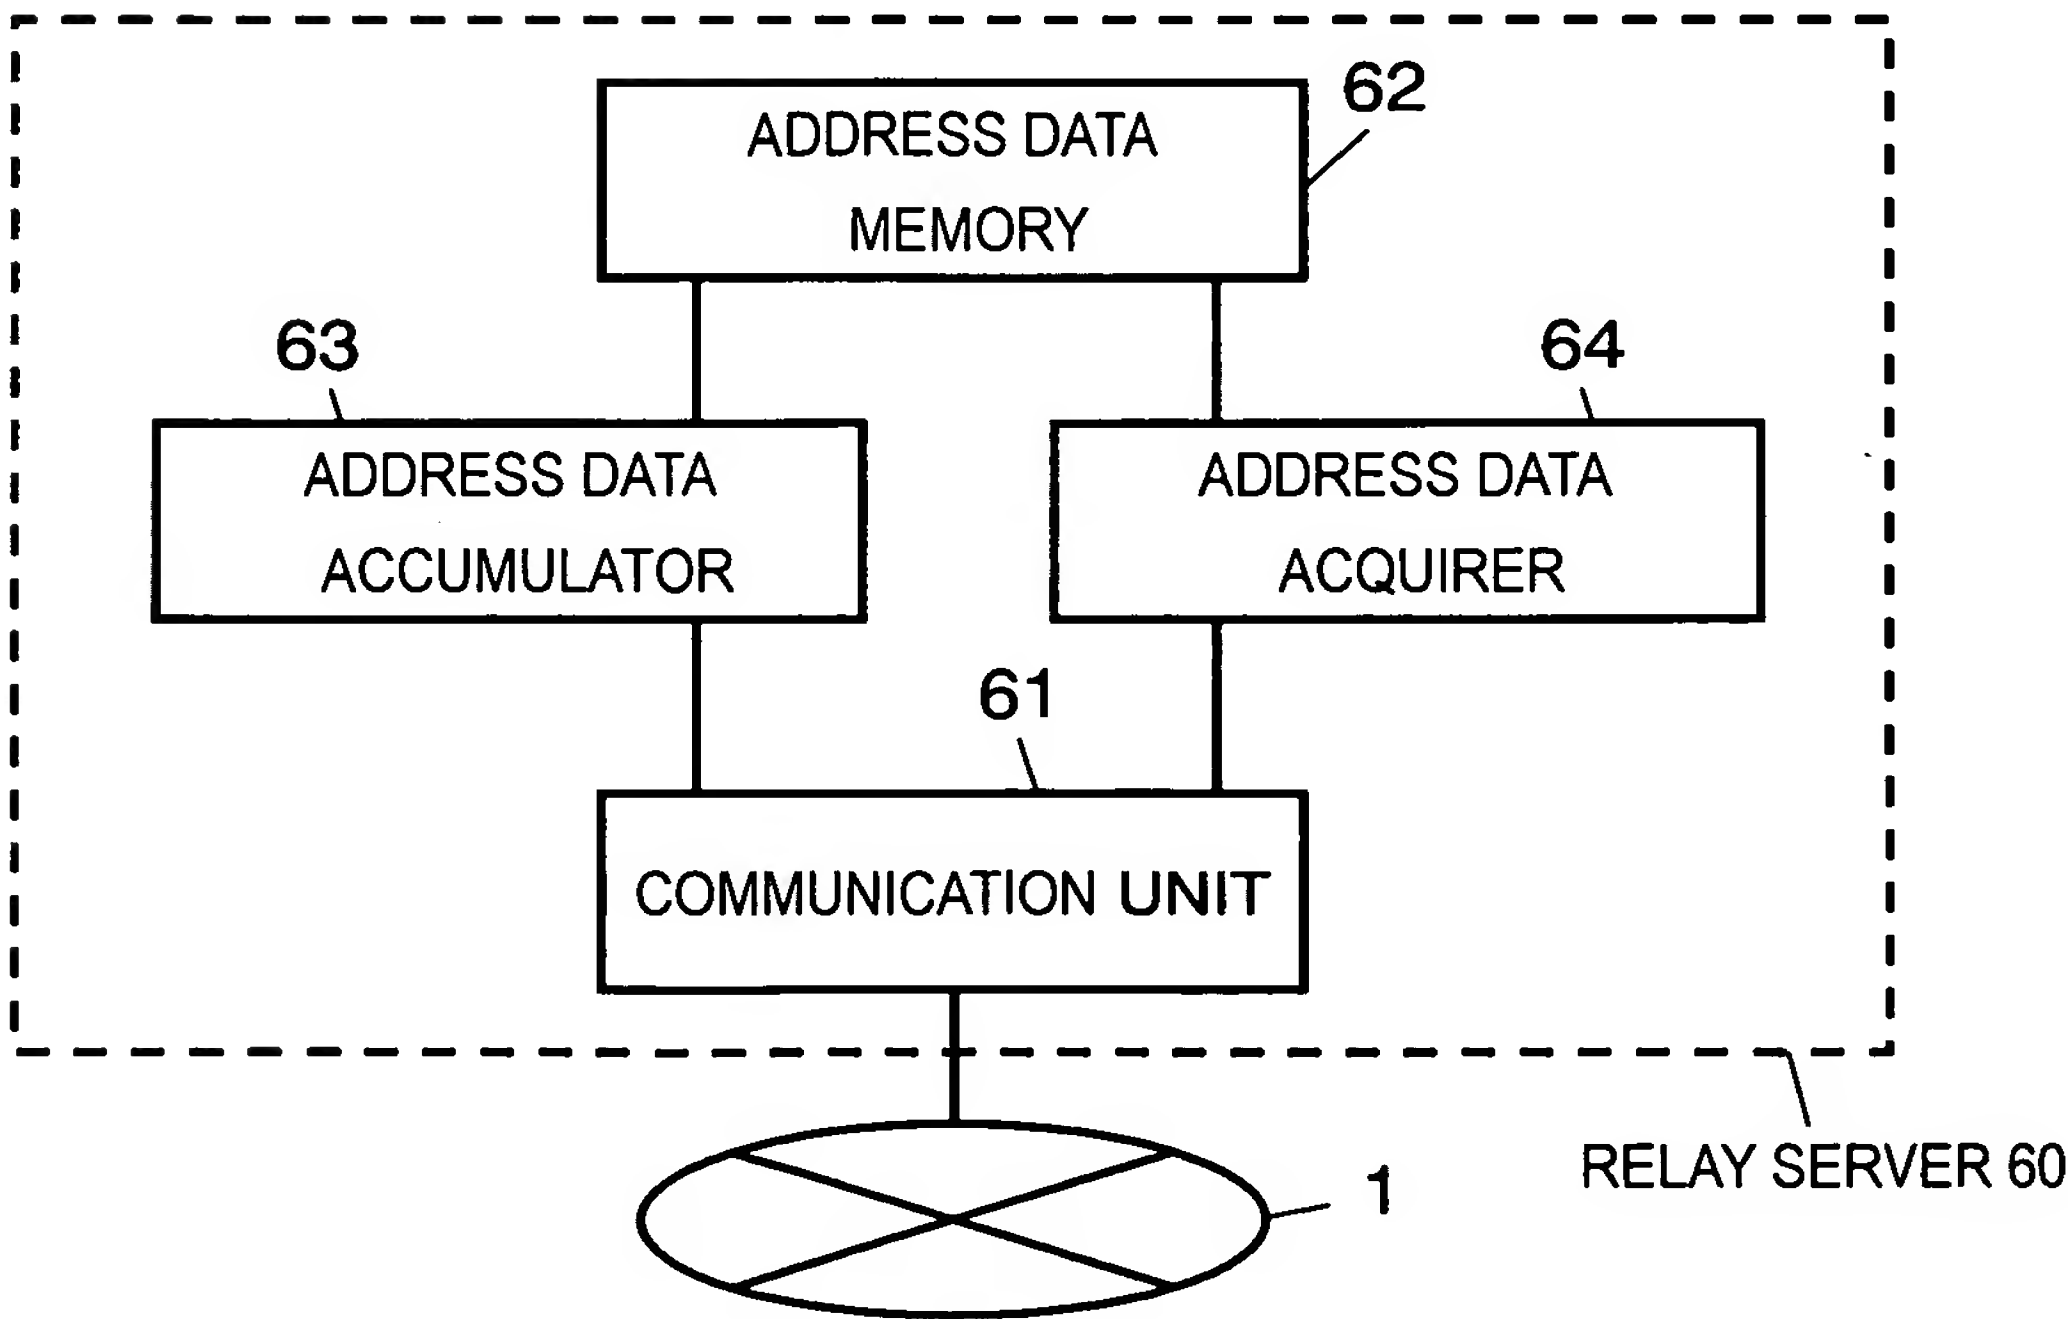 62
ADDRESS DATA
MEMORY
63
64
ADDRESS DATA
ACCUMULATOR
ADDRESS DATA
ACQUIRER
61
COMMUNICATION UNIT
1
RELAY SERVER 60